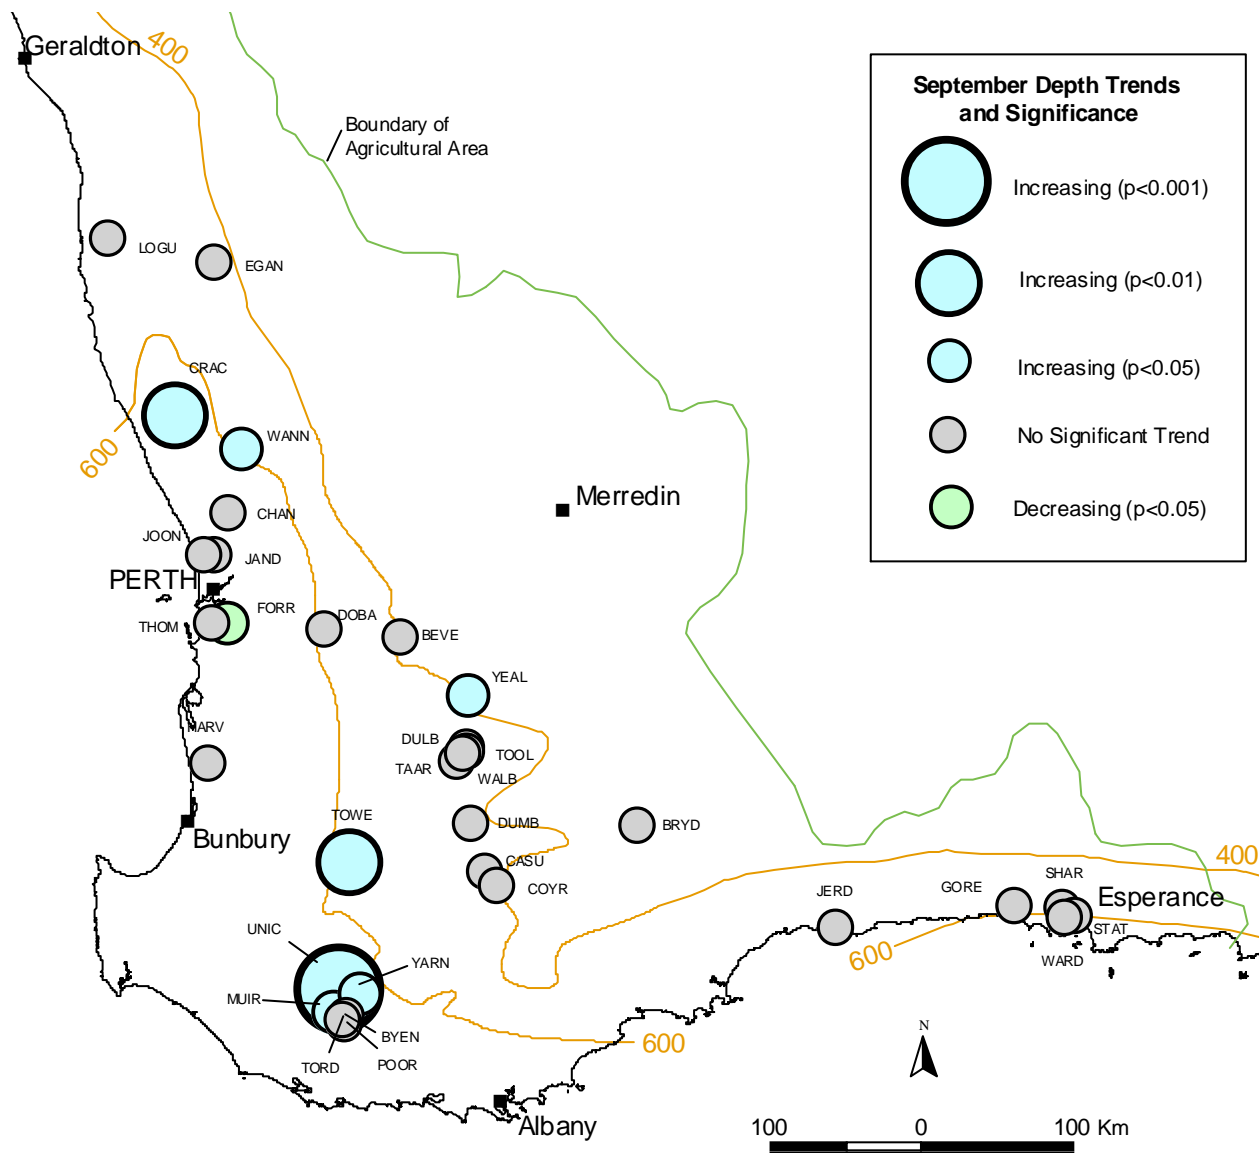 Geraldton
400
Boundary of
Agricultural Area
September Depth Trends
and Significance
Increasing (p<0.001)
Increasing (p<0.01)
Increasing (p<0.05)
No Significant Trend
Decreasing (p<0.05)
LOGU
EGAN
CRAC
600
WANN
Merredin
CHAN
JOON
JAND
PERTH
FORR
THOM
DOBA
BEVE
YEAL
HARV
DULB
TOOL
TAAR
WALB
TOWE
DUMB
BRYD
Bunbury
CASU
COYR
400
SHAR
JERD
GORE
Esperance
STAT
WARD
600
UNIC
YARN
MUIR
BYEN
POOR
TORD
600
N
Albany
100
0
100 Km